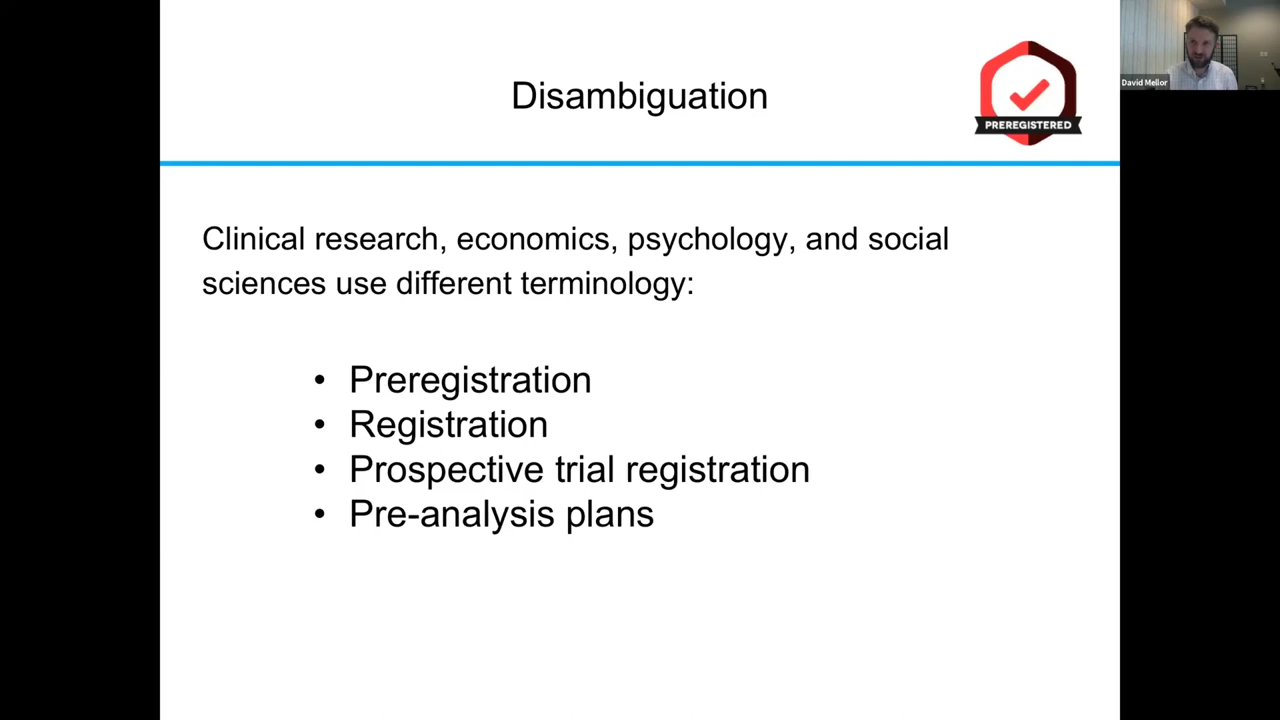 Disambiguation
PREREGISTERED
David Mellor
Clinical research, economics, psychology, and social
sciences use different terminology:
• Preregistration
• Registration
• Prospective trial registration
• Pre-analysis plans